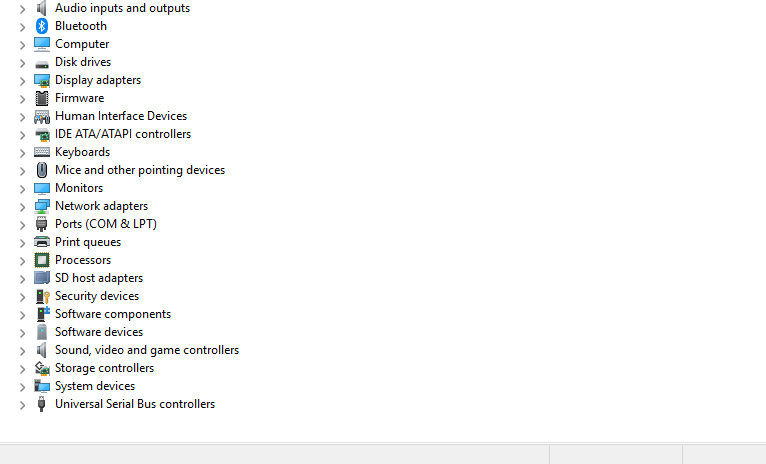 Audio inputs and outputs
Bluetooth
Computer
Disk drives
Display adapters
Firmware
Human Interface Devices
IDE ATA/ATAPI controllers
Keyboards
Mice and other pointing devices
Monitors
Network adapters
Ports (COM & LPT)
Print queues
Processors
SD host adapters
Security devices
Software components
Software devices
Sound, video and game controllers
Storage controllers
System devices
Universal Serial Bus controllers